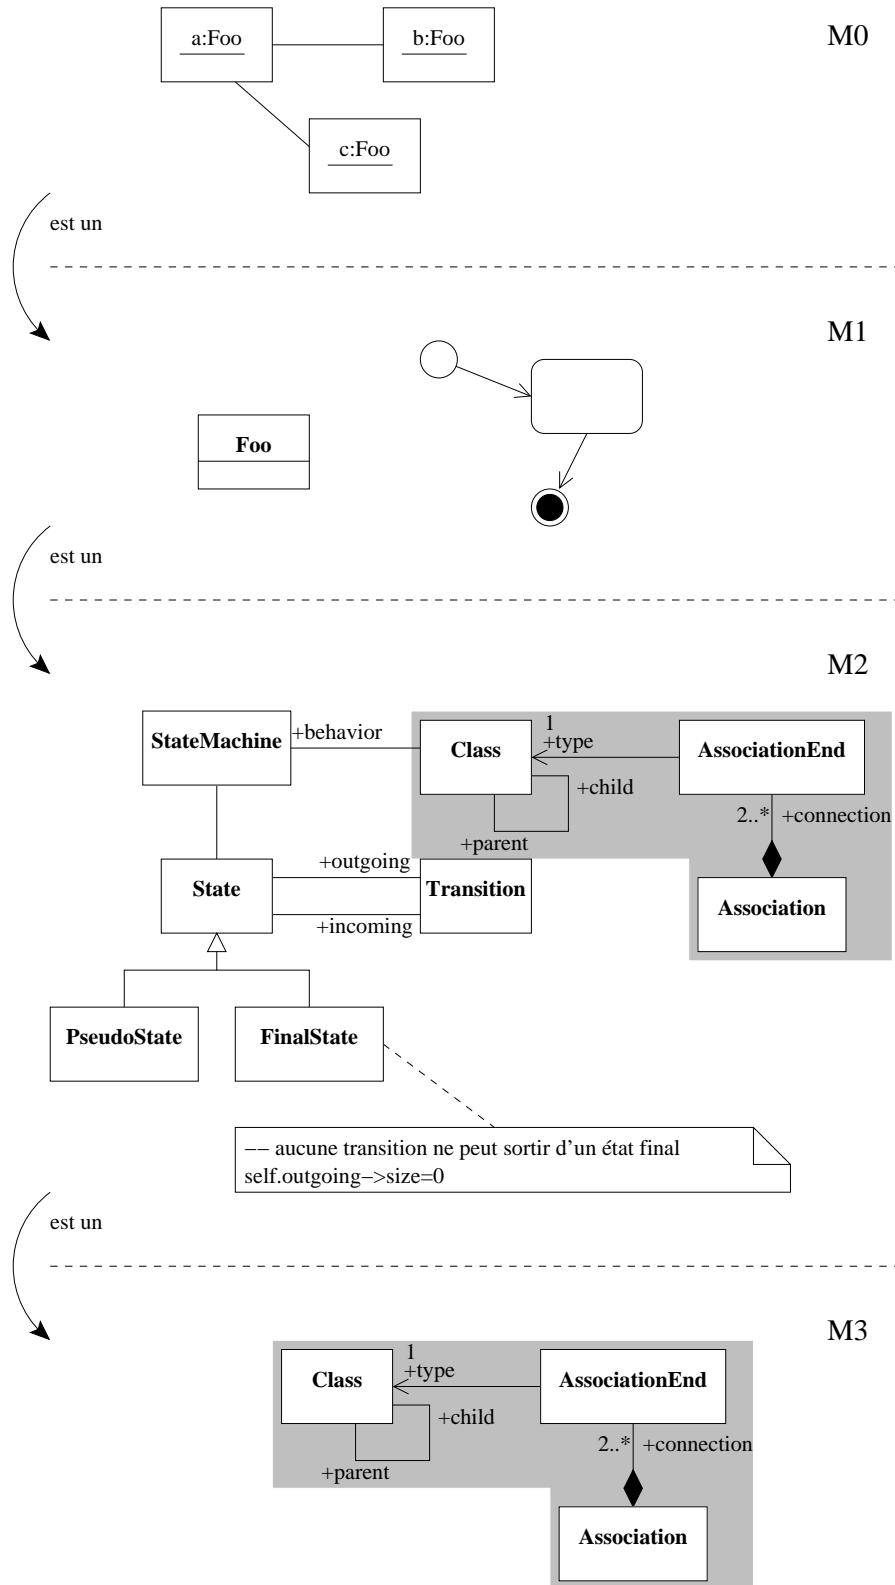 a:Foo b:Foo M0
c:Foo
est un
M1
Foo
est un
M2
StateMachine +behavior Class 1 AssociationEnd
+type
+child
2..* +connection
+parent
State +outgoing Transition
+incoming
Association
PseudoState FinalState
−− aucune transition ne peut sortir d'un état final
self.outgoing−>size=0
est un
M3
Class 1 AssociationEnd
+type
+child
2..* +connection
+parent
Association